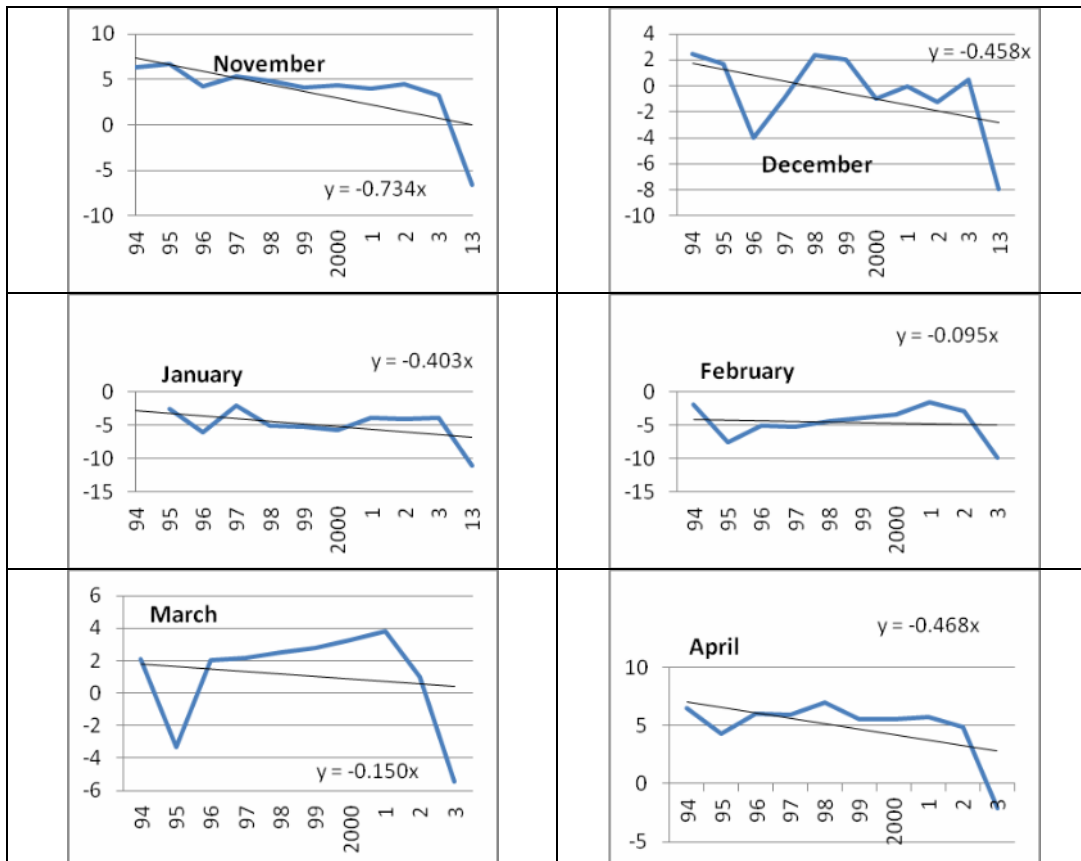 November
10
5
0
-5
-10
y = -0.734x
94 95 96 97 98 99 2000 1 2 3 13
4
2
0
-2
-4
-6
-8
-10
y = -0.458x
December
94 95 96 97 98 99 2000 1 2 3 13
y = -0.403x
January
0
-5
-10
-15
94 95 96 97 98 99 2000 1 2 3 13
y = -0.095x
February
0
-5
-10
-15
94 95 96 97 98 99 2000 1 2 3
6
March
4
2
0
-2
-4
-6
y = -0.150x
94 95 96 97 98 99 2000 1 2 3
y = -0.468x
April
10
5
0
-5
94 95 96 97 98 99 2000 1 2 3